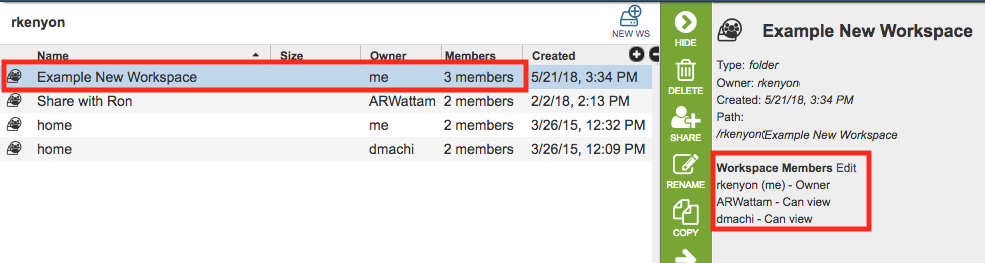 rkenyon
NEW WS
Name Size Owner Members Created
Example New Workspace me 3 members 5/21/18, 3:34 PM
Share with Ron ARWattam 2 members 2/2/18, 2:13 PM
home me 2 members 3/26/15, 12:32 PM
home dmachi 2 members 3/26/15, 12:09 PM
HIDE
DELETE
SHARE
RENAME
COPY
Example New Workspace
Type: folder
Owner: rkenyon
Created: 5/21/18, 3:34 PM
Path:
/rkenyon/Example New Workspace
Workspace Members Edit
rkenyon (me) - Owner
ARWattam - Can view
dmachi - Can view